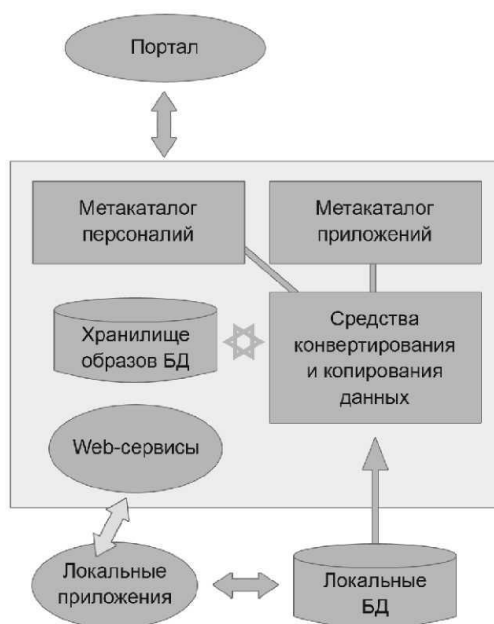 Портал
Метакаталог
персоналий
Метакаталог
приложений
Хранилище
образов БД
Средства
конвертирования
и копирования
данных
Web-сервисы
Локальные
приложения
Локальные
БД